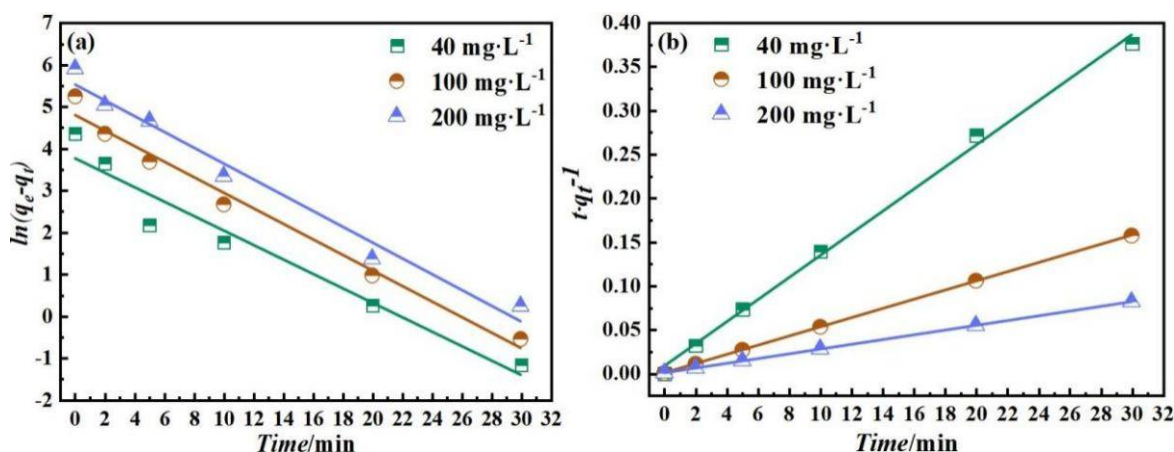 (a)
40 mg·L⁻¹
100 mg·L⁻¹
200 mg·L⁻¹
7
6
5
4
3
2
1
0
-1
-2
ln(qe-qt)
0 2 4 6 8 10 12 14 16 18 20 22 24 26 28 30 32
Time/min
(b)
40 mg·L⁻¹
100 mg·L⁻¹
200 mg·L⁻¹
0.40
0.35
0.30
0.25
0.20
0.15
0.10
0.05
0.00
t·qt⁻¹
0 2 4 6 8 10 12 14 16 18 20 22 24 26 28 30 32
Time/min